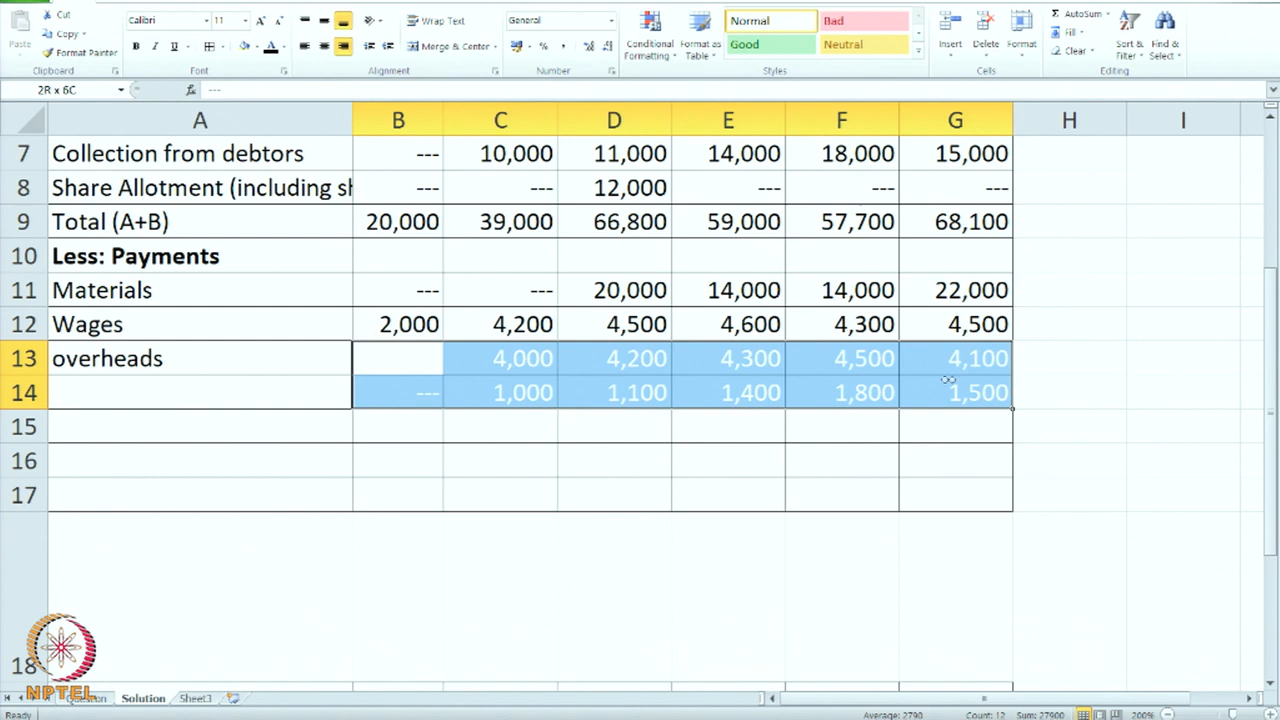 Cut
Calibri 11 Wrap Text General Normal Bad AutoSum
Copy
Paste Format Painter B I U Merge & Center % Conditional Formatting Format as Table Good Neutral Insert Delete Format Fill Clear Sort & Filter Find & Select
Clipboard Font Alignment Number Styles Cells Editing
2R x 6C fx ---
A B C D E F G H I
7 Collection from debtors --- 10,000 11,000 14,000 18,000 15,000
8 Share Allotment (including sh --- --- 12,000 --- --- ---
9 Total (A+B) 20,000 39,000 66,800 59,000 57,700 68,100
10 Less: Payments
11 Materials --- --- 20,000 14,000 14,000 22,000
12 Wages 2,000 4,200 4,500 4,600 4,300 4,500
13 overheads 4,000 4,200 4,300 4,500 4,100
14 --- 1,000 1,100 1,400 1,800 1,500
15
16
17
18
NPTEL
Solution Sheet3
Ready Average: 2790 Count: 12 Sum: 27900 200%